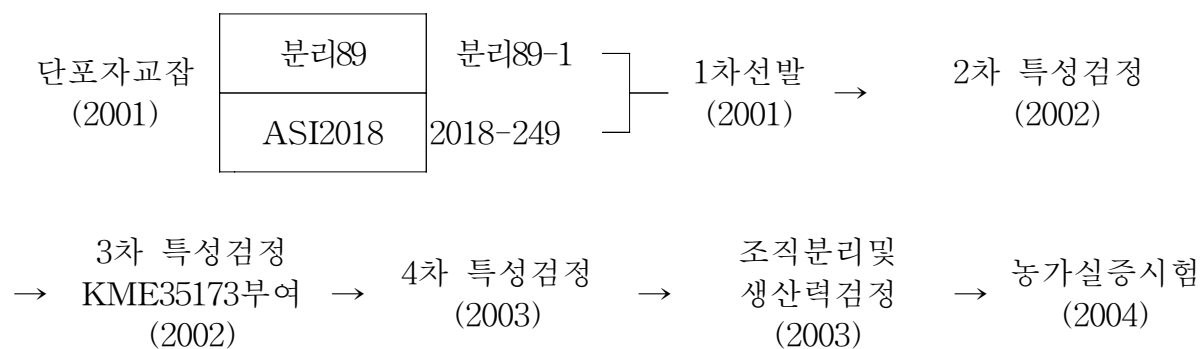 단포자교잡 (2001)
분리89 분리89-1
ASI2018 2018-249
1차선발 (2001) → 2차 특성검정 (2002)
→ 3차 특성검정 KME35173부여 (2002) → 4차 특성검정 (2003) → 조직분리및 생산력검정 (2003) → 농가실증시험 (2004)